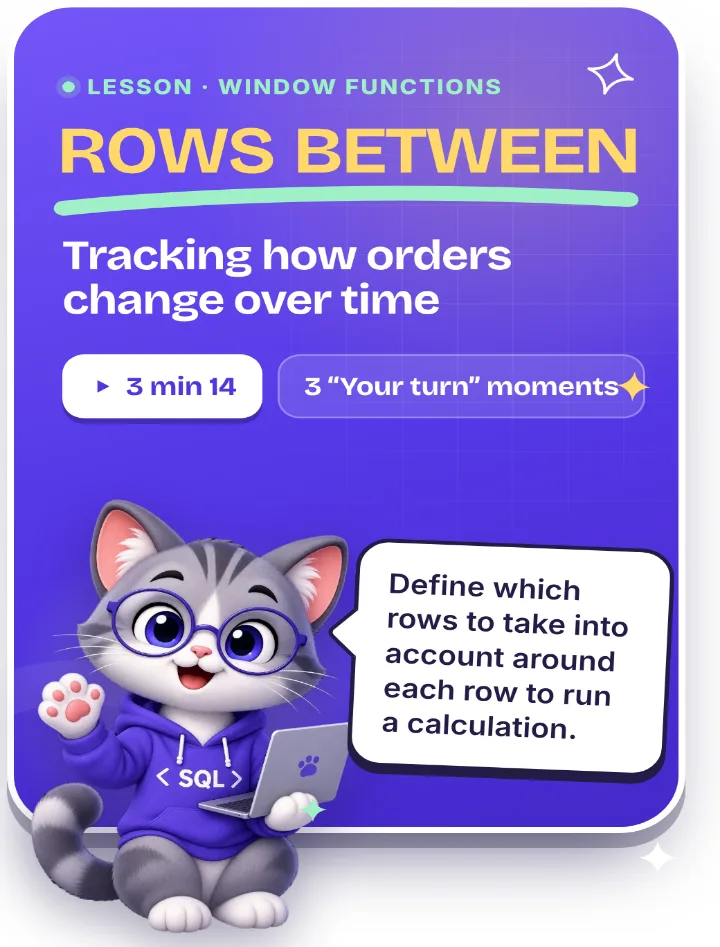 LESSON · WINDOW FUNCTIONS
ROWS BETWEEN
Tracking how orders
change over time
3 min 14
3 “Your turn” moments
Define which
rows to take into
account around
each row to run
a calculation.
< SQL >